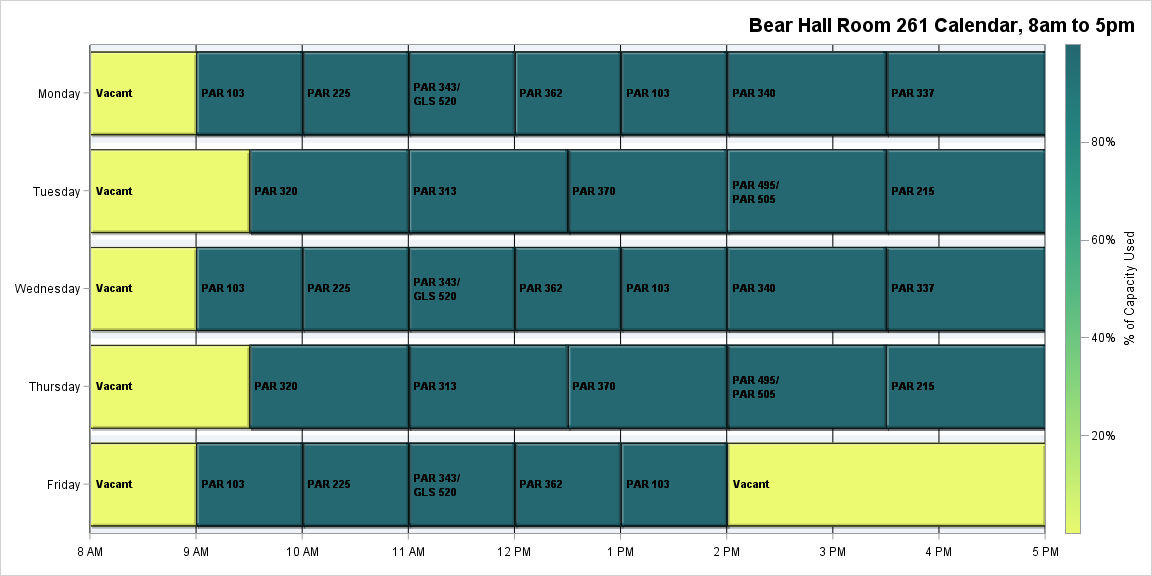 Bear Hall Room 261 Calendar, 8am to 5pm
Monday
Vacant
PAR 103
PAR 225
PAR 343/
GLS 520
PAR 362
PAR 103
PAR 340
PAR 337
Tuesday
Vacant
PAR 320
PAR 313
PAR 370
PAR 495/
PAR 505
PAR 215
Wednesday
Vacant
PAR 103
PAR 225
PAR 343/
GLS 520
PAR 362
PAR 103
PAR 340
PAR 337
Thursday
Vacant
PAR 320
PAR 313
PAR 370
PAR 495/
PAR 505
PAR 215
Friday
Vacant
PAR 103
PAR 225
PAR 343/
GLS 520
PAR 362
PAR 103
Vacant
8 AM
9 AM
10 AM
11 AM
12 PM
1 PM
2 PM
3 PM
4 PM
5 PM
80%
60%
40%
20%
% of Capacity Used